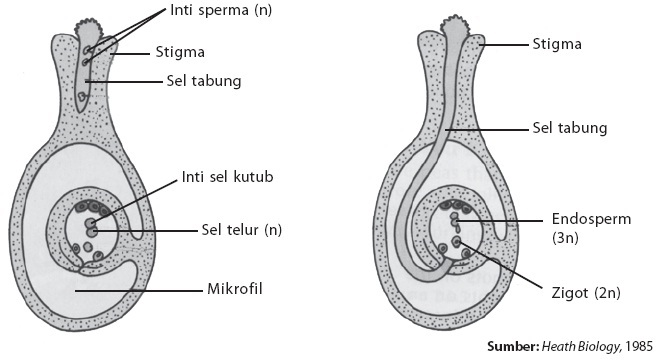 Inti sperma (n)
Stigma
Sel tabung
Inti sel kutub
Sel telur (n)
Mikrofil
Stigma
Sel tabung
Endosperm
(3n)
Zigot (2n)
Sumber: Heath Biology, 1985